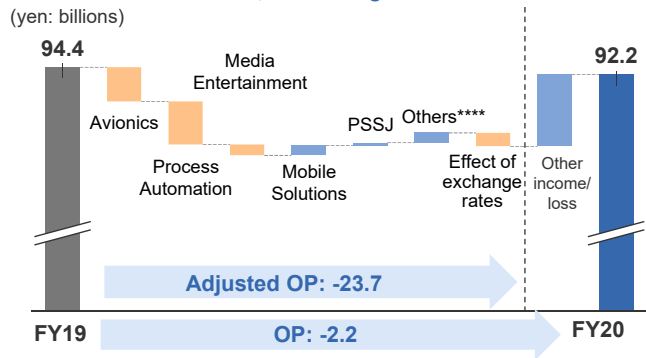 (yen: billions)
94.4
92.2
Media
Entertainment
Avionics
Process
Automation
Mobile
Solutions
PSSJ
Others****
Effect of
exchange
rates
Other
income/
loss
Adjusted OP: -23.7
FY19
OP: -2.2
FY20